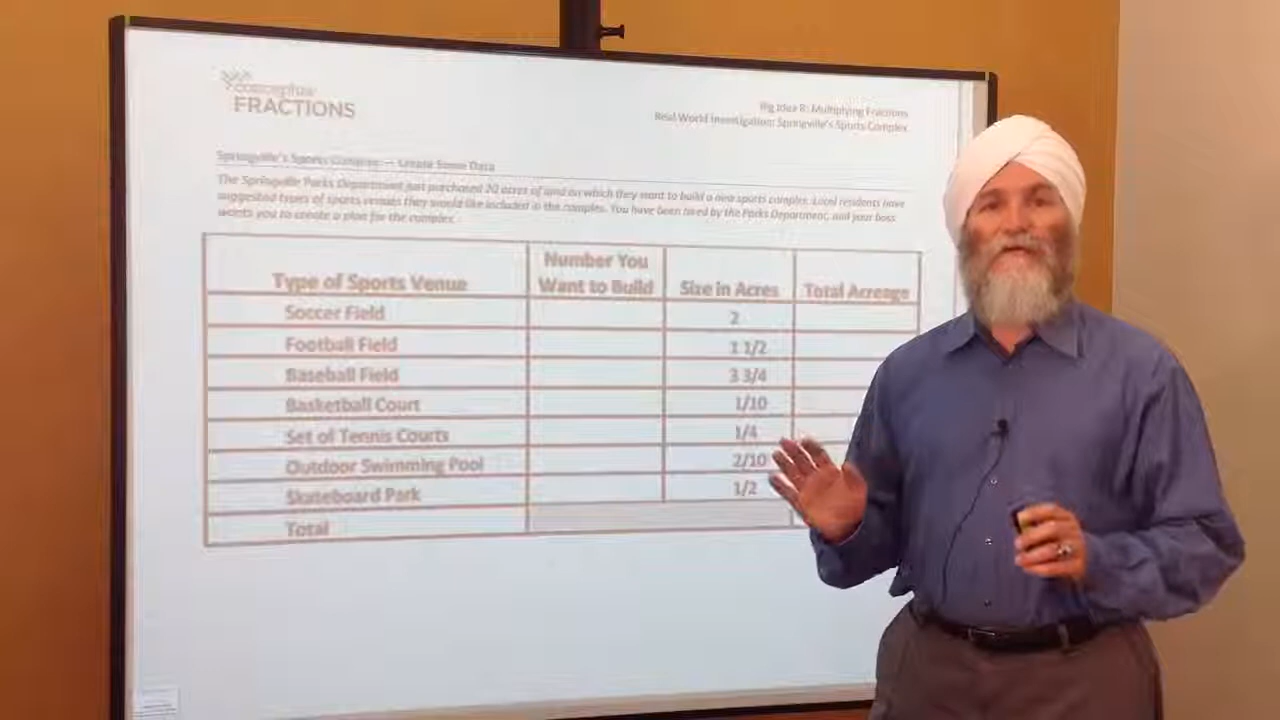 Conceptua
FRACTIONS
Big Idea 8: Multiplying Fractions
Real World Investigation: Springville's Sports Complex
Springville's Sports Complex — Create Some Data
The Springville Parks Department just purchased 20 acres of land on which they want to build a new sports complex. Local residents have
suggested types of sports venues they would like included in the complex. You have been hired by the Parks Department, and your boss
wants you to create a plan for the complex.
Type of Sports Venue Number You Want to Build Size in Acres Total Acreage
Soccer Field 2
Football Field 1 1/2
Baseball Field 3 3/4
Basketball Court 1/10
Set of Tennis Courts 1/4
Outdoor Swimming Pool 2/10
Skateboard Park 1/2
Total